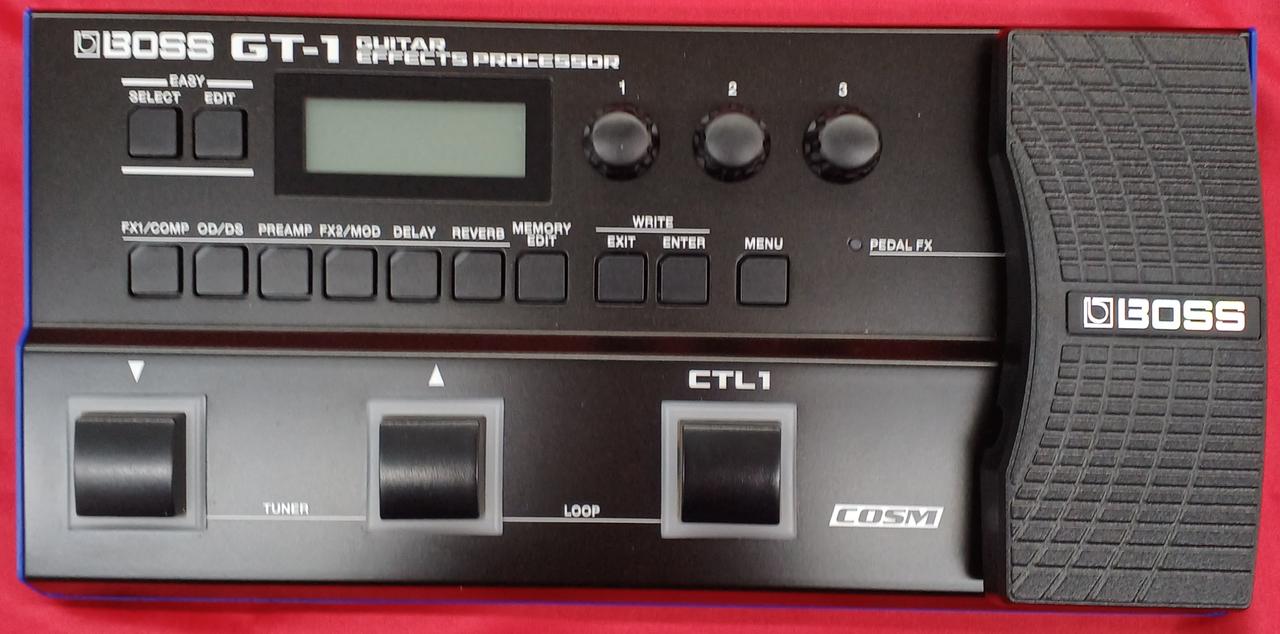 BOSS GT-1 GUITAR
EFFECTS PROCESSOR
EASY
SELECT EDIT
1 2 3
FX1/COMP OD/DS PREAMP FX2/MOD DELAY REVERB MEMORY
EDIT
WRITE
EXIT ENTER MENU
PEDAL FX
BOSS
▼ ▲ CTL1
TUNER LOOP
COSM